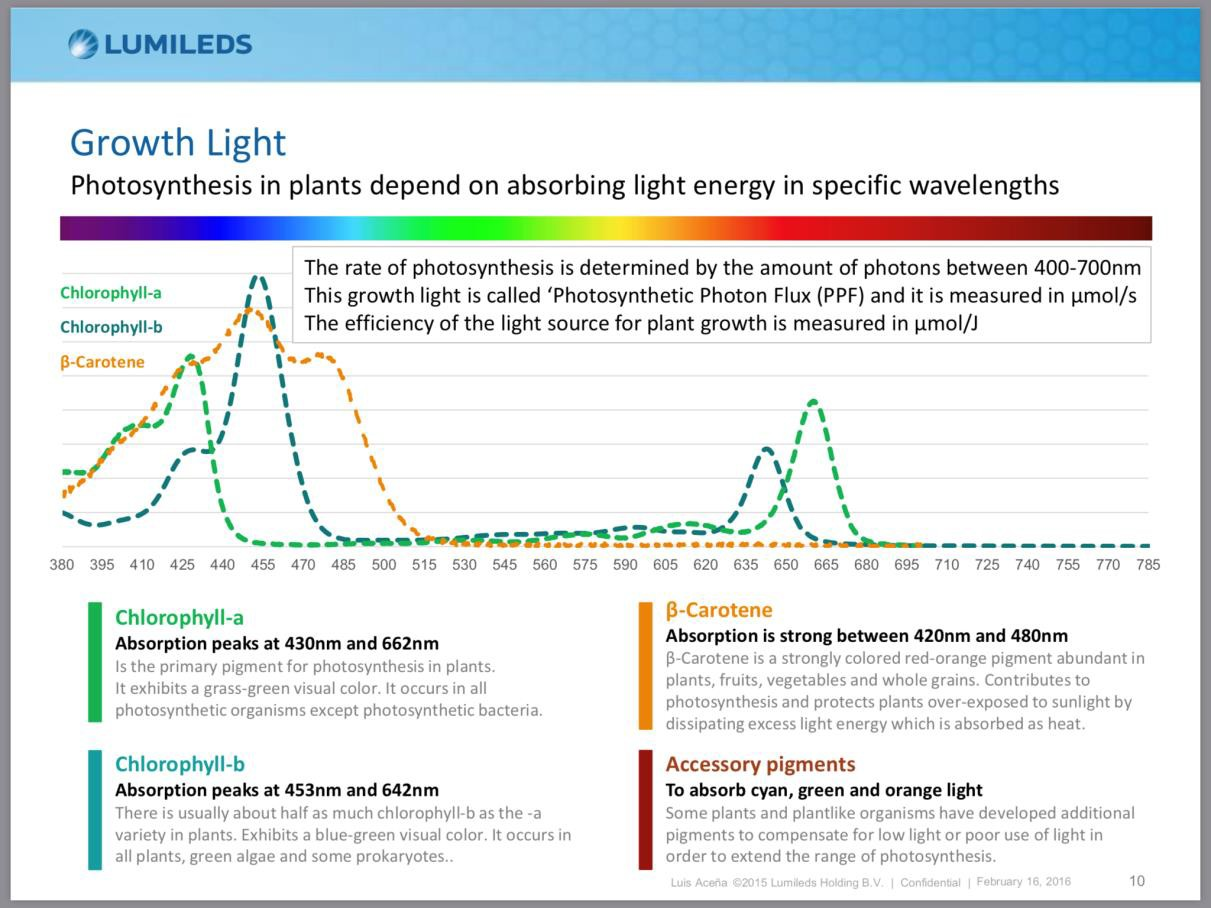 LUMILEDS
Growth Light
Photosynthesis in plants depend on absorbing light energy in specific wavelengths
The rate of photosynthesis is determined by the amount of photons between 400-700nm
This growth light is called ‘Photosynthetic Photon Flux (PPF) and it is measured in µmol/s
The efficiency of the light source for plant growth is measured in µmol/J
Chlorophyll-a
Chlorophyll-b
β-Carotene
380 395 410 425 440 455 470 485 500 515 530 545 560 575 590 605 620 635 650 665 680 695 710 725 740 755 770 785
Chlorophyll-a
Absorption peaks at 430nm and 662nm
Is the primary pigment for photosynthesis in plants.
It exhibits a grass-green visual color. It occurs in all
photosynthetic organisms except photosynthetic bacteria.
β-Carotene
Absorption is strong between 420nm and 480nm
β-Carotene is a strongly colored red-orange pigment abundant in
plants, fruits, vegetables and whole grains. Contributes to
photosynthesis and protects plants over-exposed to sunlight by
dissipating excess light energy which is absorbed as heat.
Chlorophyll-b
Absorption peaks at 453nm and 642nm
There is usually about half as much chlorophyll-b as the -a
variety in plants. Exhibits a blue-green visual color. It occurs in
all plants, green algae and some prokaryotes..
Accessory pigments
To absorb cyan, green and orange light
Some plants and plantlike organisms have developed additional
pigments to compensate for low light or poor use of light in
order to extend the range of photosynthesis.
Luis Aceña ©2015 Lumileds Holding B.V. | Confidential | February 16, 2016 10